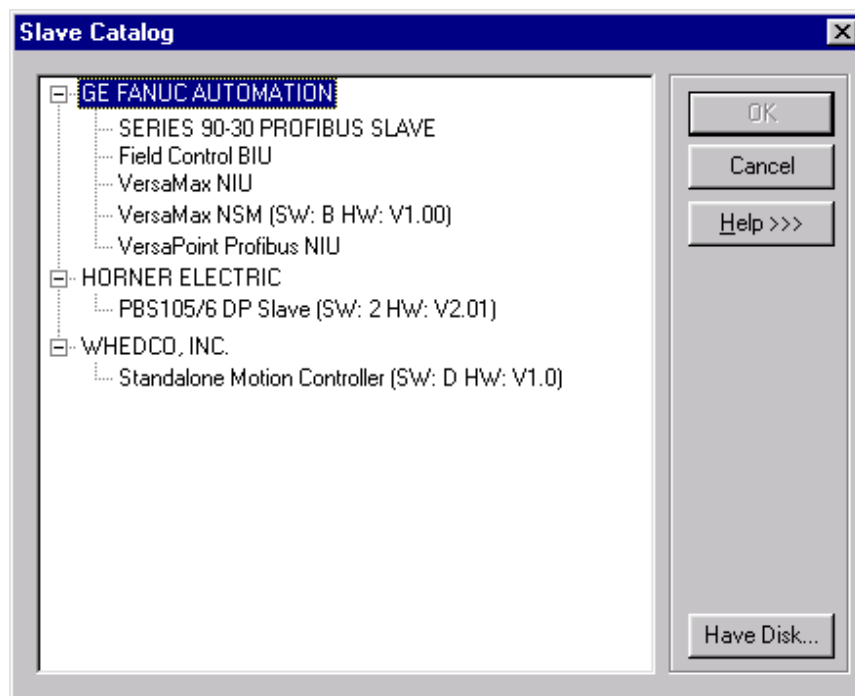 Slave Catalog
GE FANUC AUTOMATION
SERIES 90-30 PROFIBUS SLAVE
Field Control BIU
VersaMax NIU
VersaMax NSM (SW: B HW: V1.00)
VersaPoint Profibus NIU
HORNER ELECTRIC
PBS105/6 DP Slave (SW: 2 HW: V2.01)
WHEDCO, INC.
Standalone Motion Controller (SW: D HW: V1.0)
OK
Cancel
Help >>>
Have Disk...